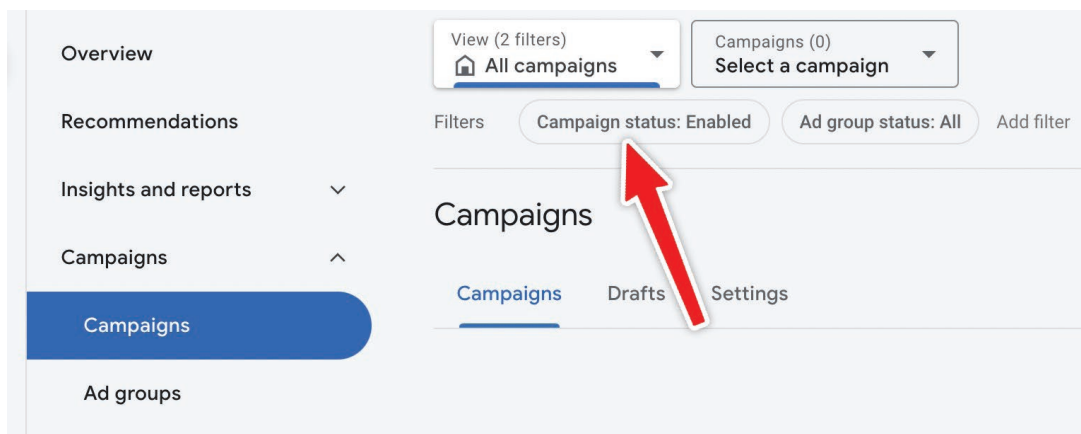 Overview
Recommendations
Insights and reports
Campaigns
Campaigns
Ad groups
View (2 filters)
All campaigns
Campaigns (0)
Select a campaign
Filters Campaign status: Enabled Ad group status: All Add filter
Campaigns
Campaigns Drafts Settings